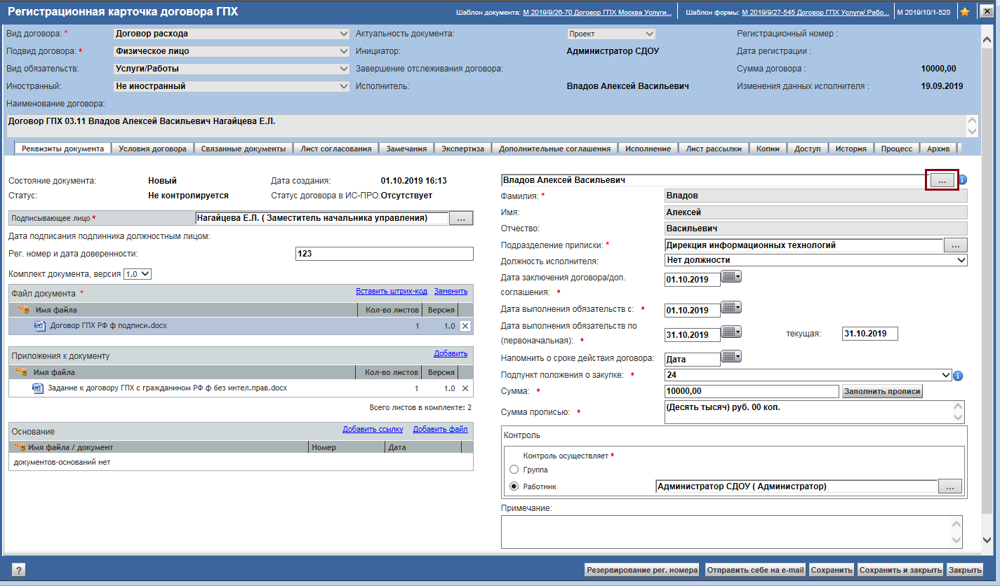 Регистрационная карточка договора ГПХ
Шаблон документа: М 2019/9/26-70 Договор ГПХ Москва Услуги... Шаблон формы: М 2019/9/27-545 Договор ГПХ Услуги/ Рабо... М 2019/10/1-520
Вид договора: * Договор расхода Актуальность документа: Проект Регистрационный номер :
Подвид договора: * Физическое лицо Инициатор: Администратор СДОУ Дата регистрации :
Вид обязательств: Услуги/Работы Завершение отслеживания договора: Сумма договора : 10000,00
Иностранный: Не иностранный Исполнитель: Владов Алексей Васильевич Изменения данных исполнителя : 19.09.2019
Наименование договора:
Договор ГПХ 03.11 Владов Алексей Васильевич Нагайцева Е.Л.
Реквизиты документа Условия договора Связанные документы Лист согласования Замечания Экспертиза Дополнительные соглашения Исполнение Лист рассылки Копии Доступ История Процесс Архив
Состояние документа: Новый Дата создания: 01.10.2019 16:13
Статус: Не контролируется Статус договора в ИС-ПРО: Отсутствует
Подписывающее лицо * Нагайцева Е.Л. ( Заместитель начальника управления) ...
Дата подписания подлинника должностным лицом:
Рег. номер и дата доверенности: 123
Комплект документа, версия 1.0
Файл документа * Вставить штрих-код Заменить
Имя файла Кол-во листов Версия
Договор ГПХ РФ ф подписи.docx 1 1.0
Приложения к документу Добавить
Имя файла Кол-во листов Версия
Задание к договору ГПХ с гражданином РФ ф без интел.прав.docx 1 1.0
Всего листов в комплекте: 2
Основание Добавить ссылку Добавить файл
Имя файла / документ Номер Дата
документов-оснований нет
Владов Алексей Васильевич ...
Фамилия: * Владов
Имя: Алексей
Отчество: Васильевич
Подразделение приписки: * Дирекция информационных технологий ...
Должность исполнителя: Нет должности
Дата заключения договора/доп.
соглашения: * 01.10.2019
Дата выполнения обязательств с: * 01.10.2019
Дата выполнения обязательств по
(первоначальная): * 31.10.2019 текущая: 31.10.2019
Напомнить о сроке действия договора: Дата
Подпункт положения о закупке: * 24
Сумма: * 10000,00 Заполнить прописи
Сумма прописью: * (Десять тысяч) руб. 00 коп.
Контроль
Контроль осуществляет *
Группа
Работник Администратор СДОУ ( Администратор) ...
Примечание:
? Резервирование рег. номера Отправить себе на e-mail Сохранить Сохранить и закрыть Закрыть